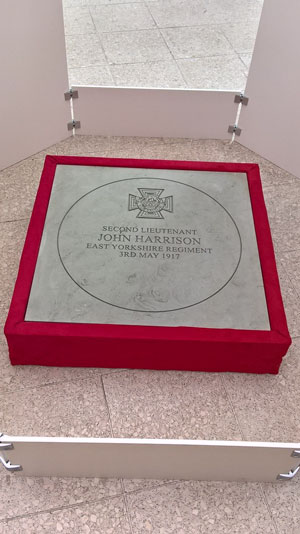 SECOND LIEUTENANT
JOHN HARRISON
EAST YORKSHIRE REGIMENT
3RD MAY 1917